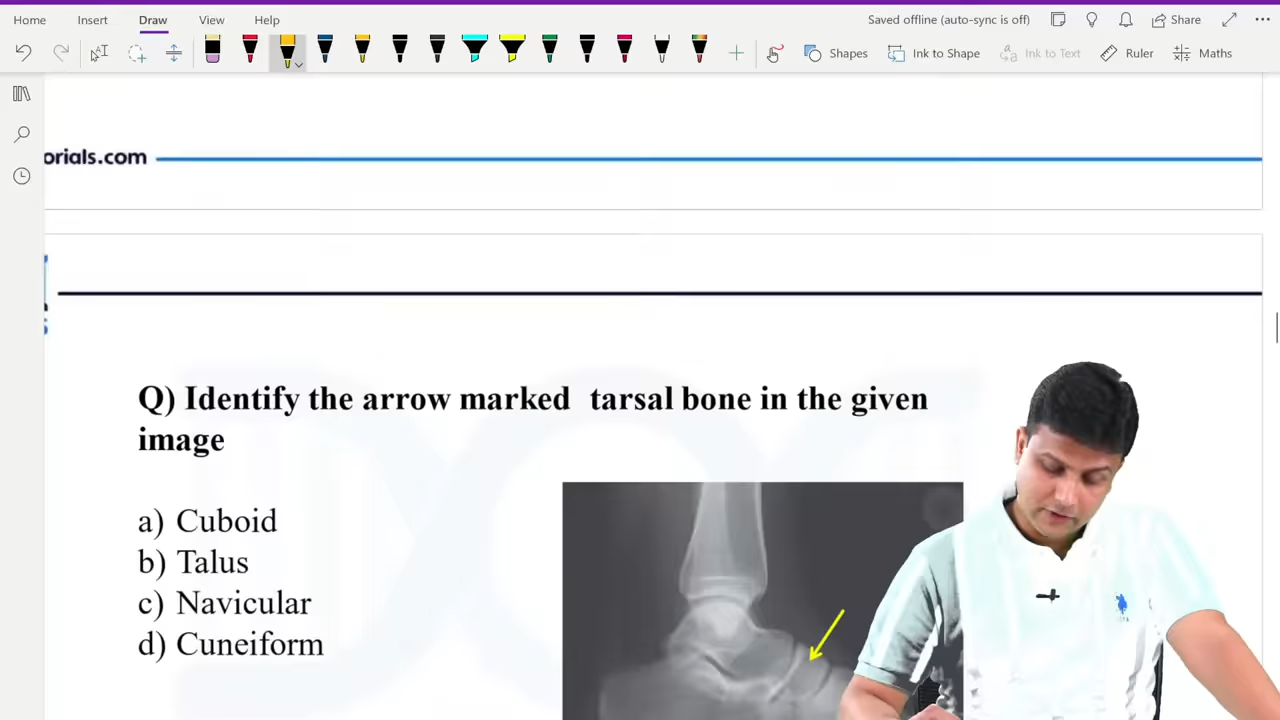 Home Insert Draw View Help Saved offline (auto-sync is off) Share
Shapes Ink to Shape Ink to Text Ruler Maths
orials.com
Q) Identify the arrow marked tarsal bone in the given
image
a) Cuboid
b) Talus
c) Navicular
d) Cuneiform